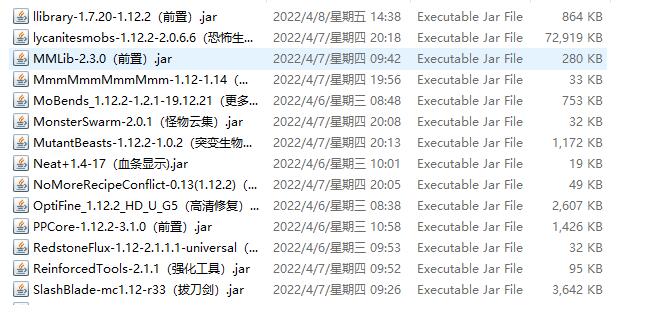 llibrary-1.7.20-1.12.2（前置）.jar 2022/4/8/星期五 14:38 Executable Jar File 864 KB
lycanitesmobs-1.12.2-2.0.6.6（恐怖生... 2022/4/7/星期四 20:18 Executable Jar File 72,919 KB
MMLib-2.3.0（前置）.jar 2022/4/7/星期四 09:42 Executable Jar File 280 KB
MmmMmmMmmMmm-1.12-1.14（... 2022/4/7/星期四 19:56 Executable Jar File 33 KB
MoBends_1.12.2-1.2.1-19.12.21（更多... 2022/4/6/星期三 08:48 Executable Jar File 753 KB
MonsterSwarm-2.0.1（怪物云集）.jar 2022/4/7/星期四 20:08 Executable Jar File 32 KB
MutantBeasts-1.12.2-1.0.2（突变生物... 2022/4/7/星期四 20:13 Executable Jar File 1,172 KB
Neat+1.4-17（血条显示).jar 2022/4/6/星期三 10:01 Executable Jar File 19 KB
NoMoreRecipeConflict-0.13(1.12.2)（... 2022/4/7/星期四 20:05 Executable Jar File 49 KB
OptiFine_1.12.2_HD_U_G5（高清修复）... 2022/4/6/星期三 08:38 Executable Jar File 2,607 KB
PPCore-1.12.2-3.1.0（前置）.jar 2022/4/6/星期三 10:58 Executable Jar File 1,426 KB
RedstoneFlux-1.12-2.1.1.1-universal（... 2022/4/6/星期三 09:53 Executable Jar File 32 KB
ReinforcedTools-2.1.1（强化工具）.jar 2022/4/7/星期四 09:52 Executable Jar File 95 KB
SlashBlade-mc1.12-r33（拔刀剑）.jar 2022/4/7/星期四 09:26 Executable Jar File 3,642 KB